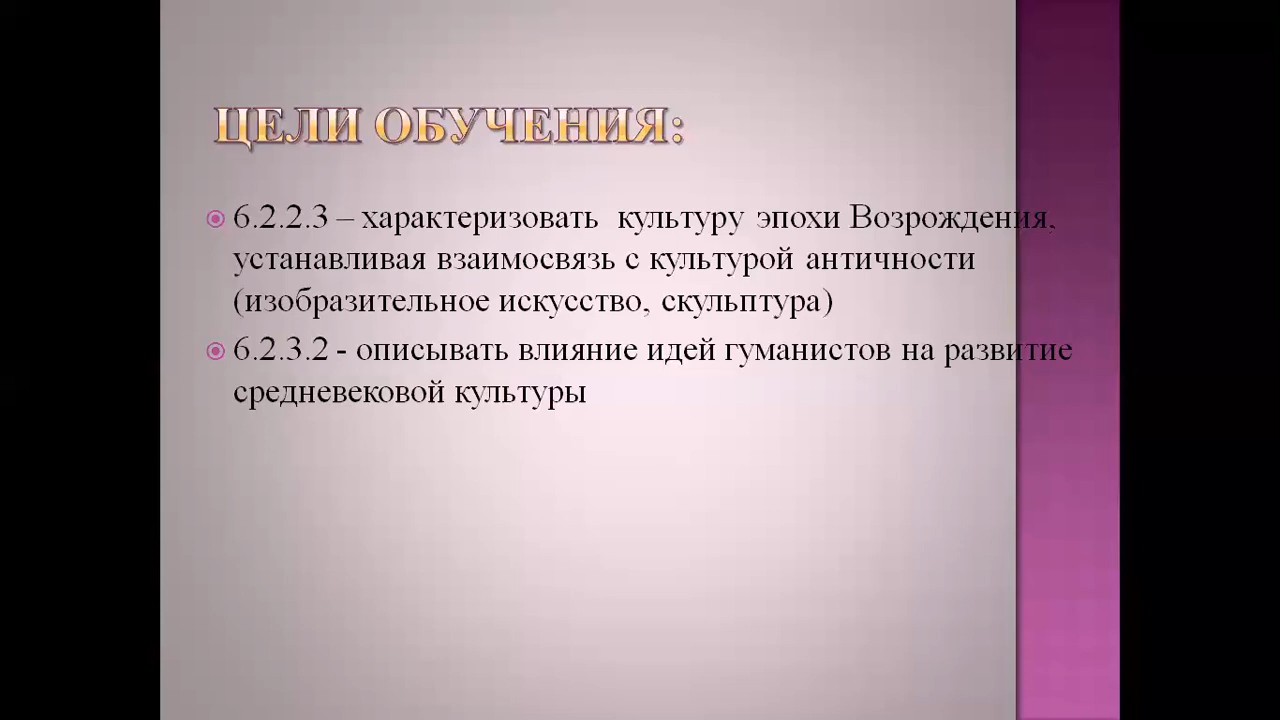 ЦЕЛИ ОБУЧЕНИЯ:
6.2.2.3 – характеризовать культуру эпохи Возрождения,
устанавливая взаимосвязь с культурой античности
(изобразительное искусство, скульптура)
6.2.3.2 - описывать влияние идей гуманистов на развитие
средневековой культуры